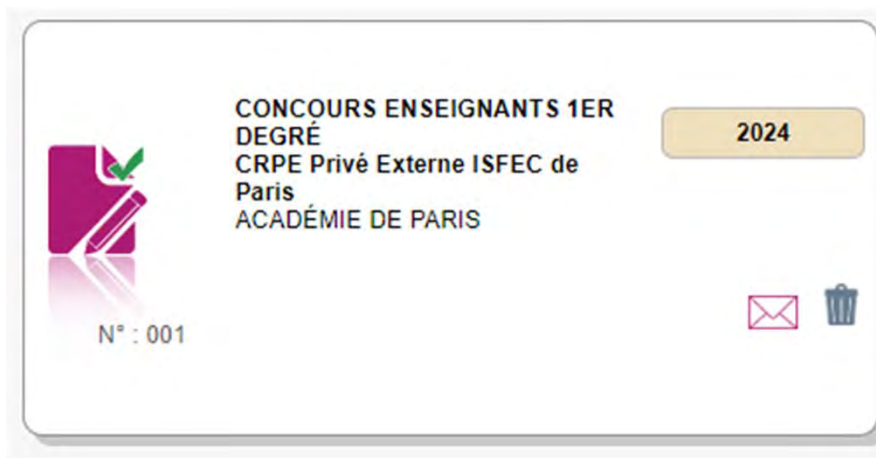 CONCOURS ENSEIGNANTS 1ER
DEGRÉ
CRPE Privé Externe ISFEC de
Paris
ACADÉMIE DE PARIS
2024
N° : 001